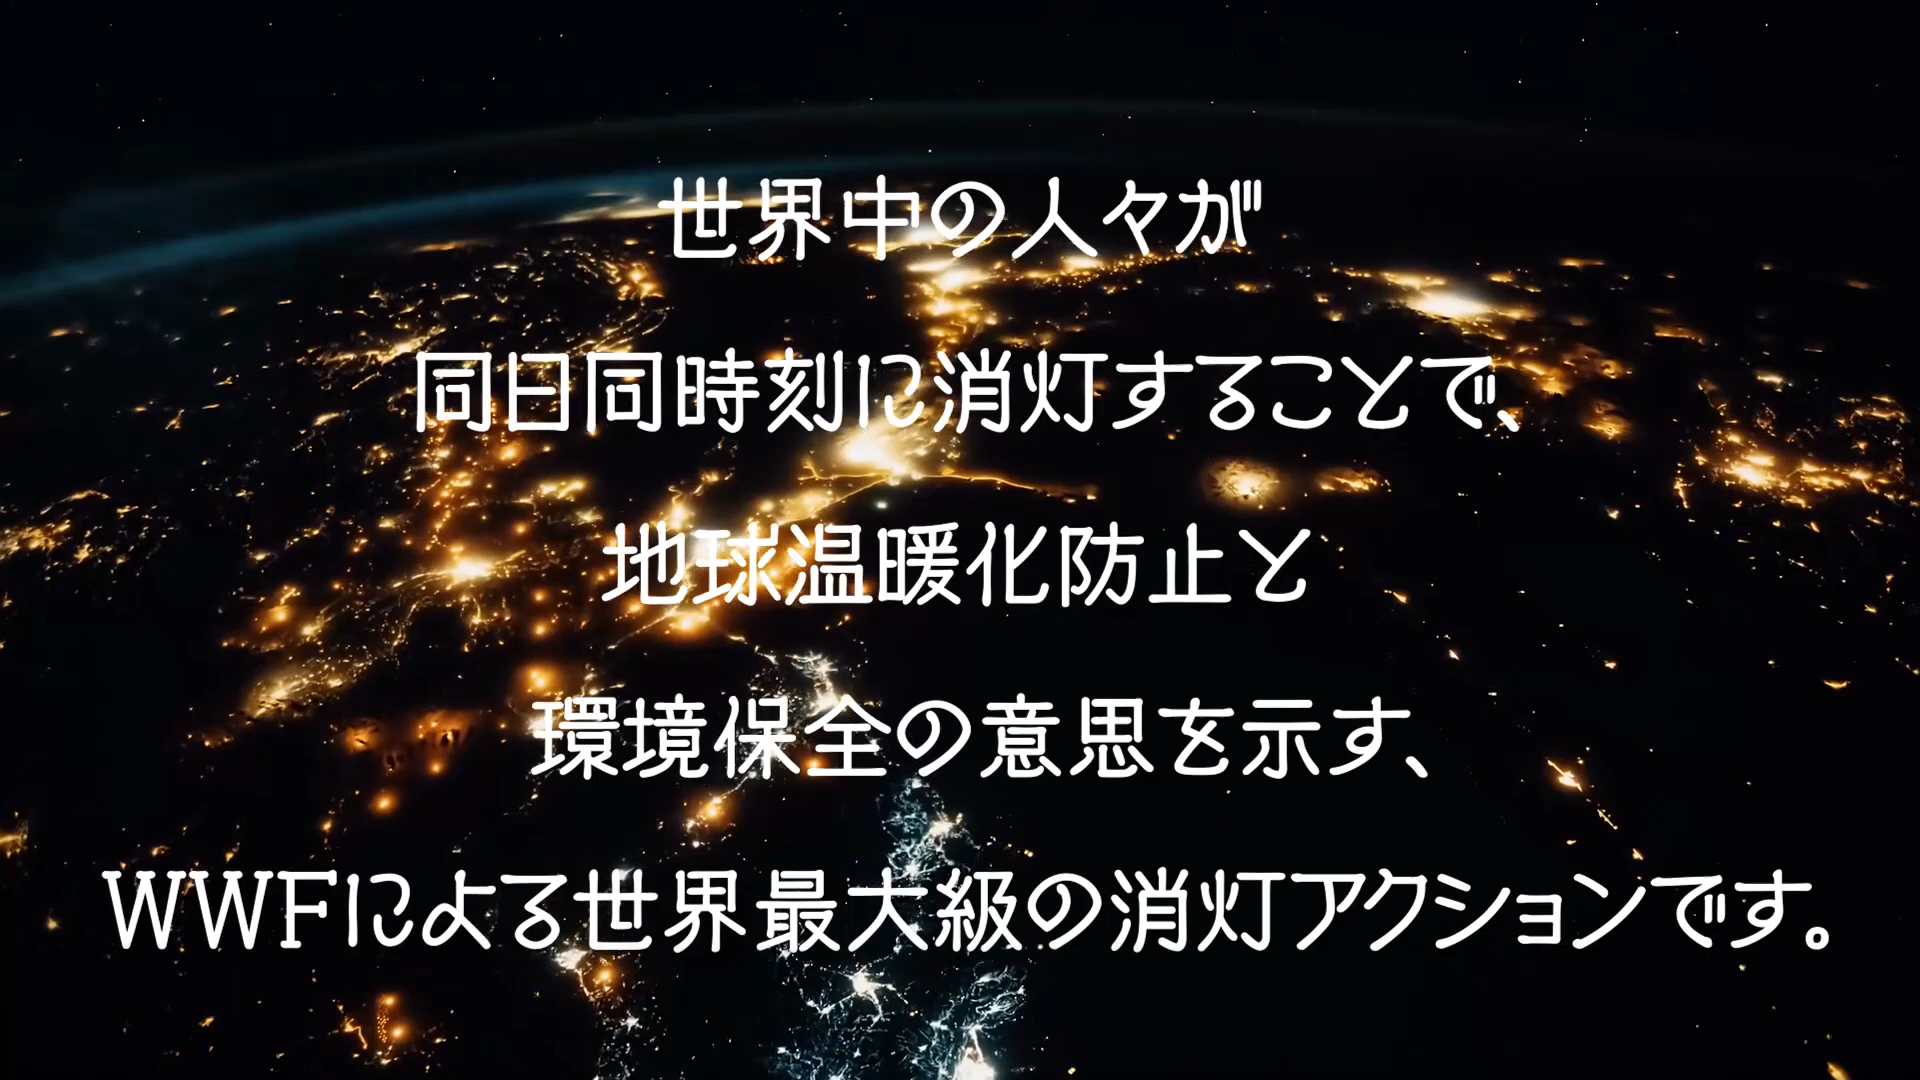 世界中の人々が
同日同時刻に消灯することで、
地球温暖化防止と
環境保全の意思を示す、
WWFによる世界最大級の消灯アクションです。